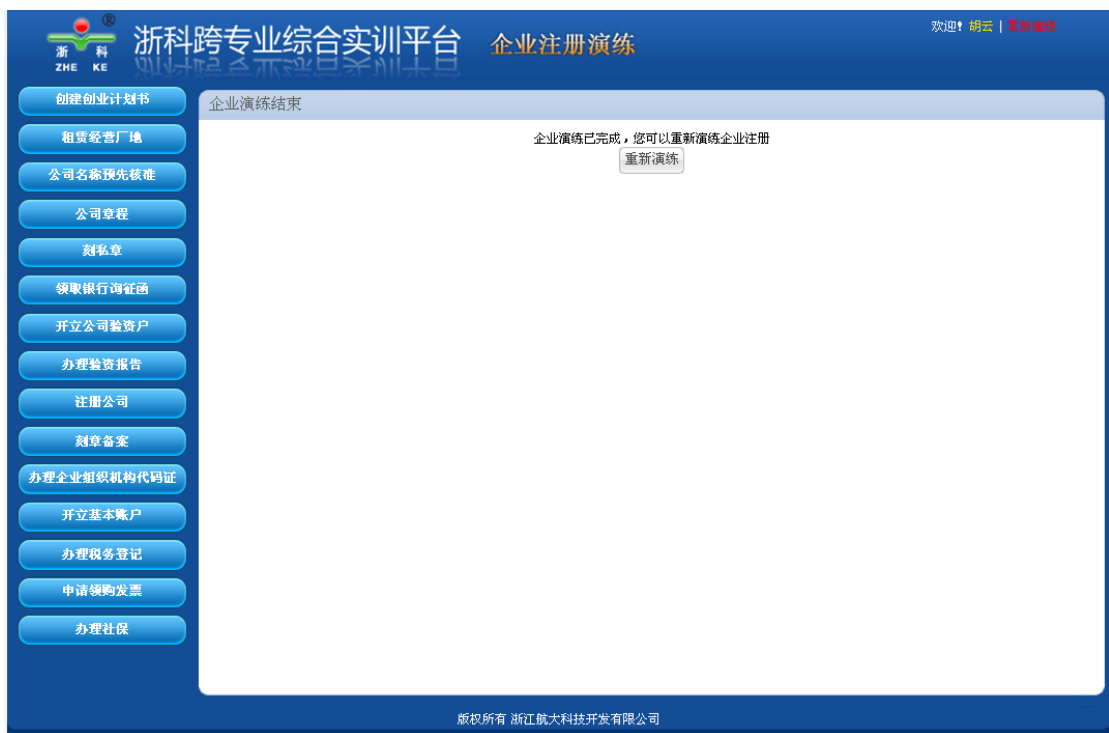 浙科
ZHE KE
®
浙科跨专业综合实训平台 企业注册演练
欢迎! 胡云 | 重新演练
创建创业计划书
租赁经营厂地
公司名称预先核准
公司章程
刻私章
领取银行询征函
开立公司验资户
办理验资报告
注册公司
刻章备案
办理企业组织机构代码证
开立基本账户
办理税务登记
申请领购发票
办理社保
企业演练结束
企业演练已完成，您可以重新演练企业注册
重新演练
版权所有 浙江航大科技开发有限公司